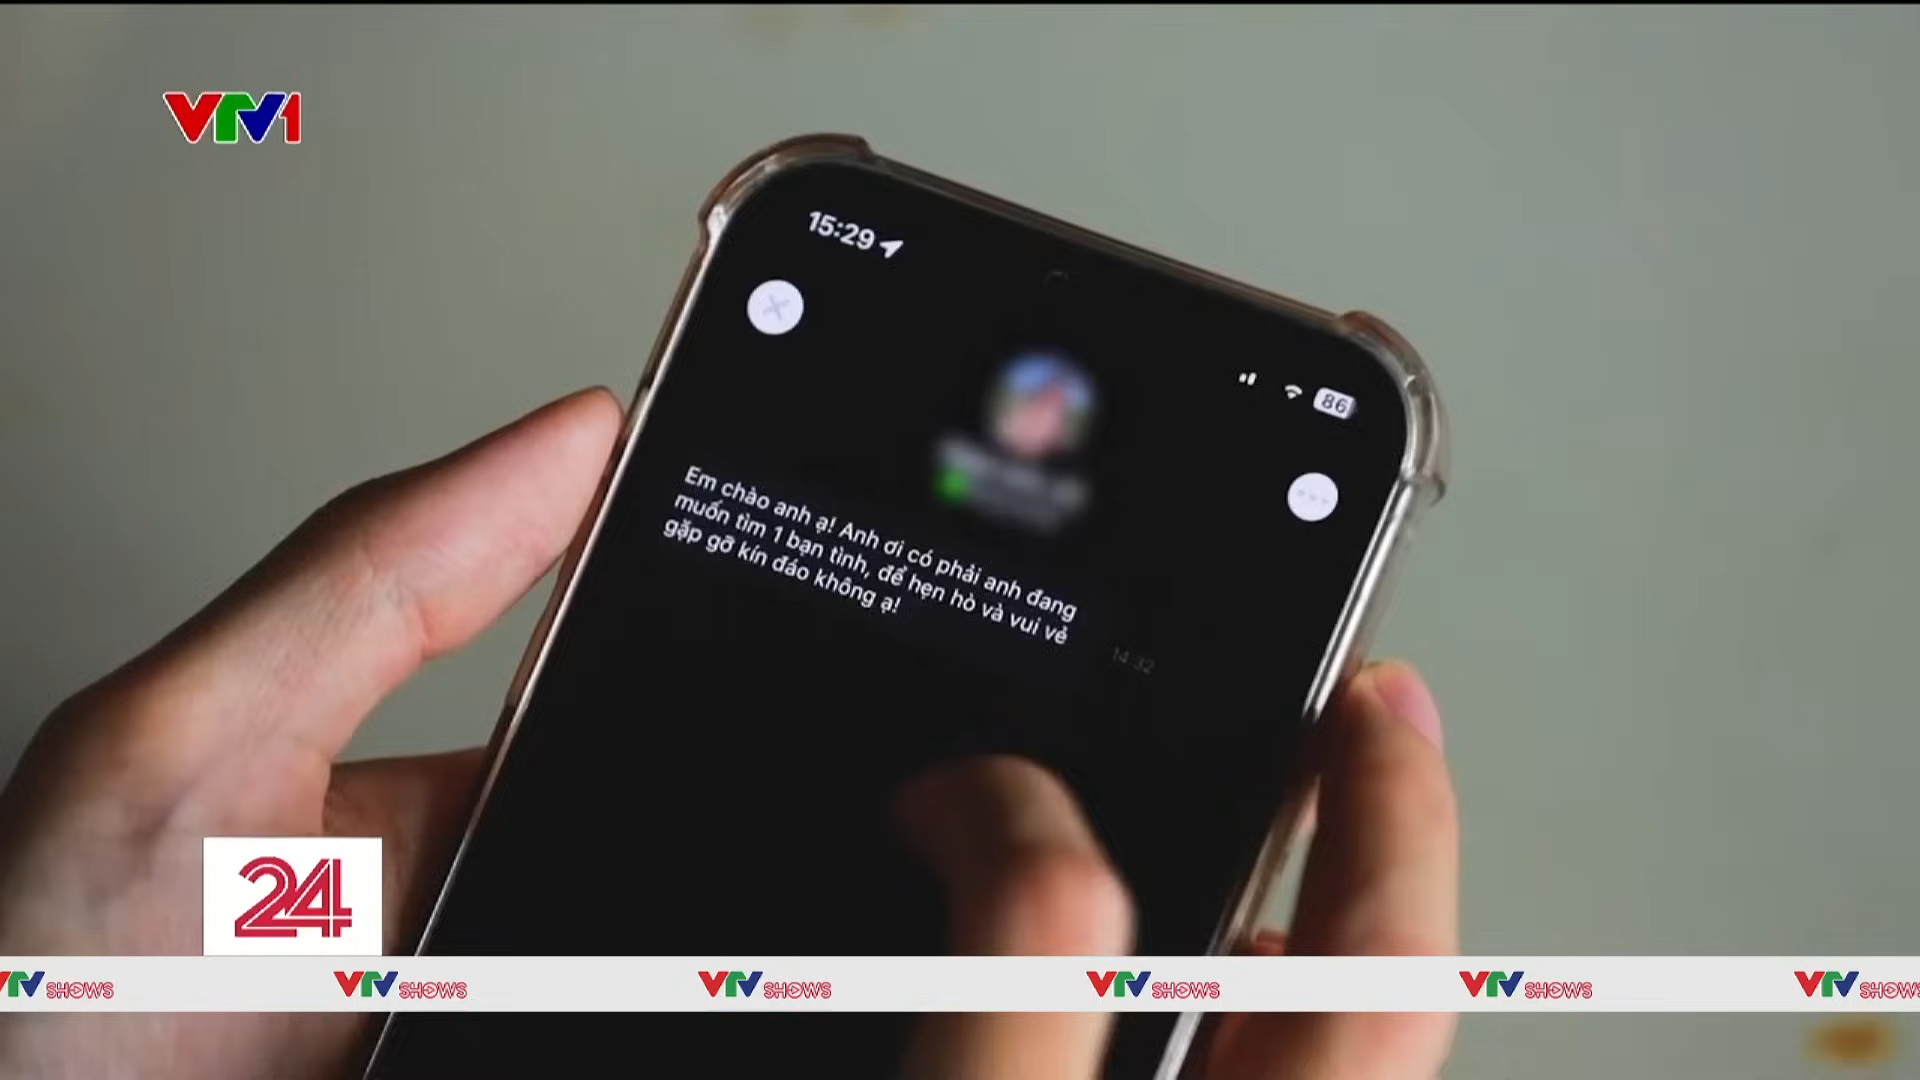 VTV1
15:29
86
Em chào anh ạ! Anh ơi có phải anh đang
muốn tìm 1 bạn tình, để hẹn hò và vui vẻ
gặp gỡ kín đáo không ạ!
14:32
24
VTV SHOWS
VTV SHOWS
VTV SHOWS
VTV SHOWS
VTV SHOWS
VTV SHOWS